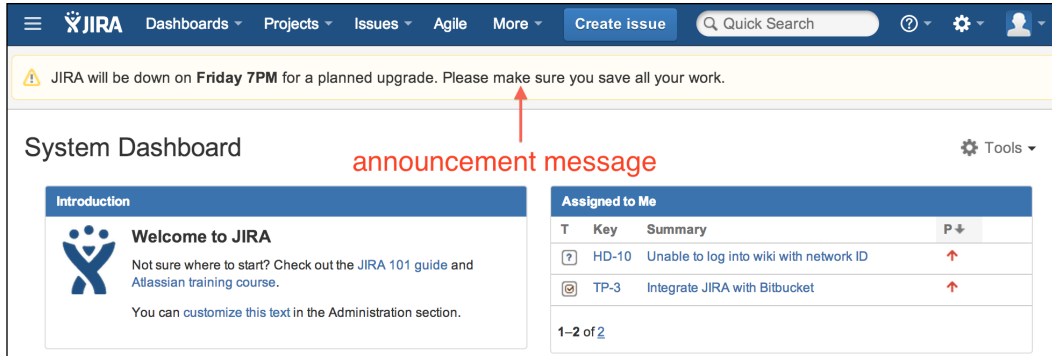 JIRA Dashboards Projects Issues Agile More Create issue Quick Search
JIRA will be down on Friday 7PM for a planned upgrade. Please make sure you save all your work.
System Dashboard
Tools
announcement message
Introduction
Welcome to JIRA
Not sure where to start? Check out the JIRA 101 guide and
Atlassian training course.
You can customize this text in the Administration section.
Assigned to Me
T Key Summary P
HD-10 Unable to log into wiki with network ID
TP-3 Integrate JIRA with Bitbucket
1–2 of 2